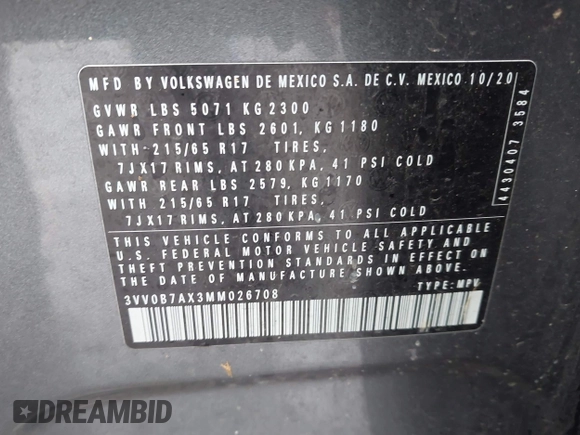 MFD BY VOLKSWAGEN DE MEXICO S.A. DE C.V. MEXICO 10/20
GVWR LBS 5071 KG 2300
GAWR FRONT LBS 2601, KG 1180
WITH 215/65 R17 TIRES,
7JX17 RIMS, AT 280 KPA, 41 PSI COLD
GAWR REAR LBS 2579, KG 1170
WITH 215/65 R17 TIRES,
7JX17 RIMS, AT 280 KPA, 41 PSI COLD
THIS VEHICLE CONFORMS TO ALL APPLICABLE
U.S. FEDERAL MOTOR VEHICLE SAFETY AND
THEFT PREVENTION STANDARDS IN EFFECT ON
THE DATE OF MANUFACTURE SHOWN ABOVE.
3VV0B7AX3MM026708 TYPE: MPV
4430407 3584
DREAMBID